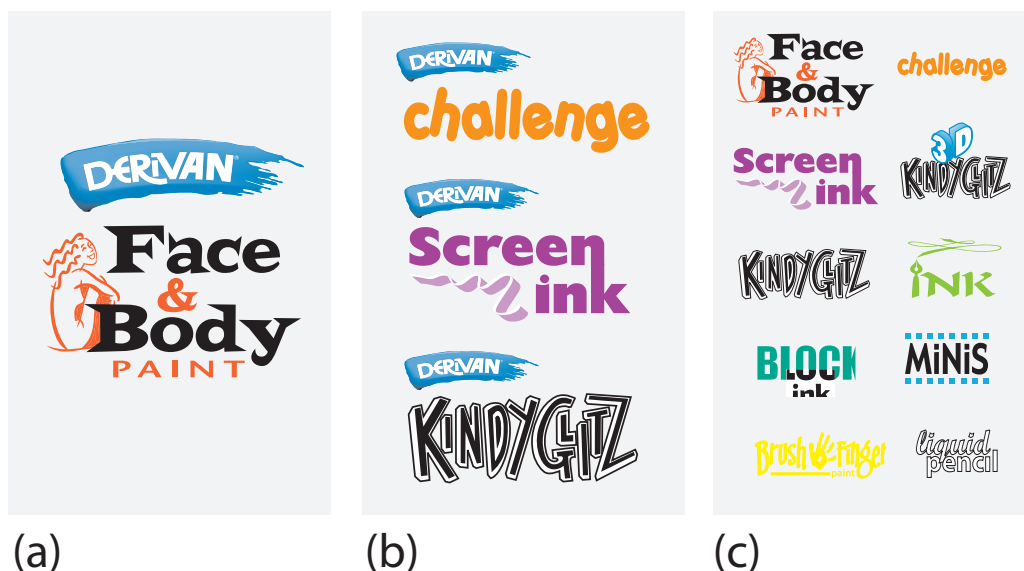 DERiVAN
Face
&
Body
PAINT
(a)
DERiVAN
challenge
DERiVAN
Screen
ink
DERiVAN
KiNDYGLiTZ
(b)
Face
&
Body
PAINT
challenge
Screen
ink
3D
KiNDYGLiTZ
KiNDYGLiTZ
iNK
BLOCK
ink
MiNiS
Brush Finger
paint
liquid
pencil
(c)